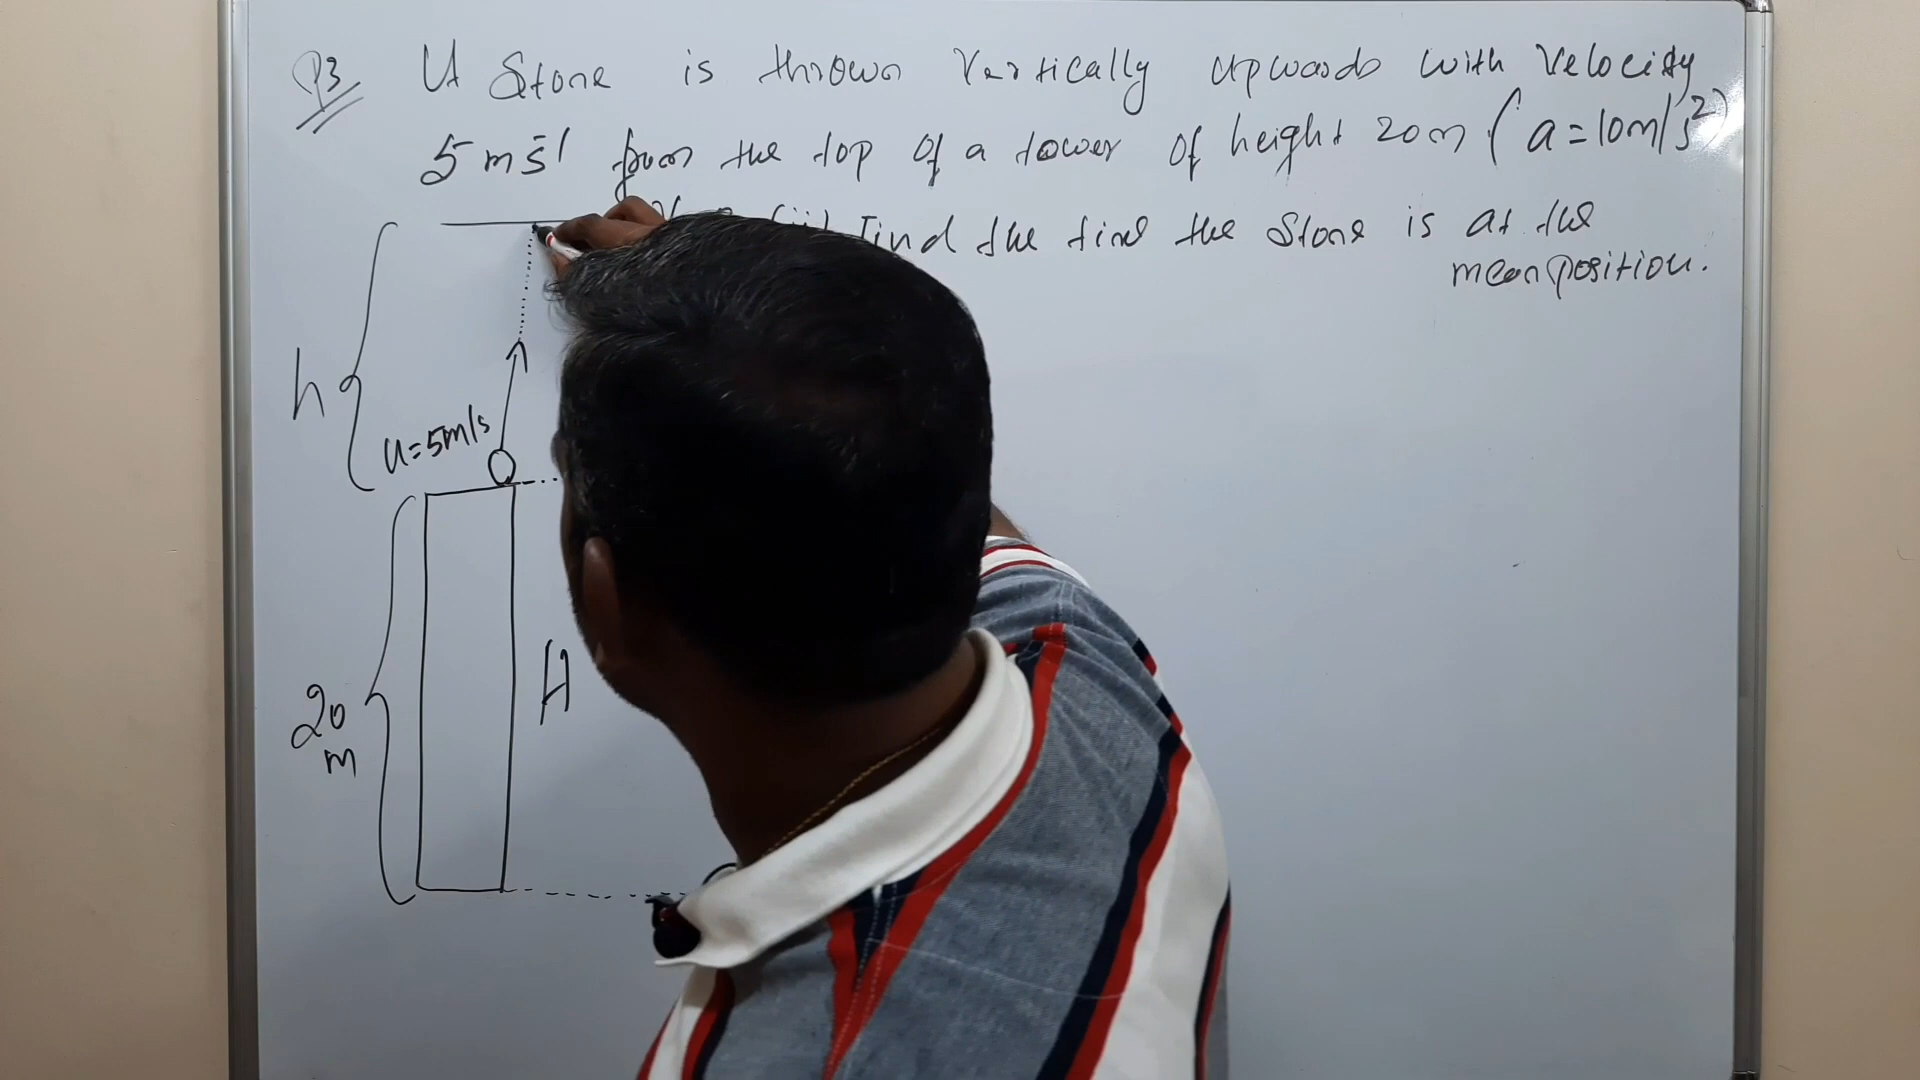 Q3 A Stone is thrown Vertically upwards with Velocity
5 ms-1 from the top of a tower of height 20m (a=10m/s2)
Find the time the Stone is at the
mean position.
h
u=5m/s
H
20
m